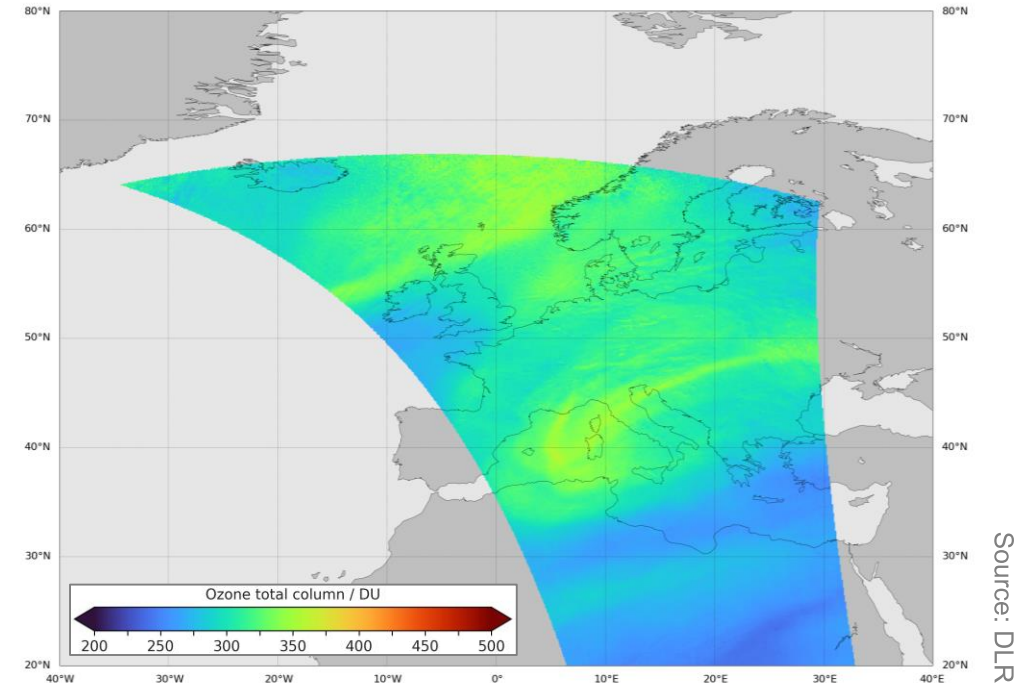 80°N
80°N
70°N
70°N
60°N
60°N
50°N
50°N
40°N
40°N
30°N
30°N
Ozone total column / DU
200 250 300 350 400 450 500
20°N
20°N
40°W 30°W 20°W 10°W 0° 10°E 20°E 30°E 40°E
Source: DLR